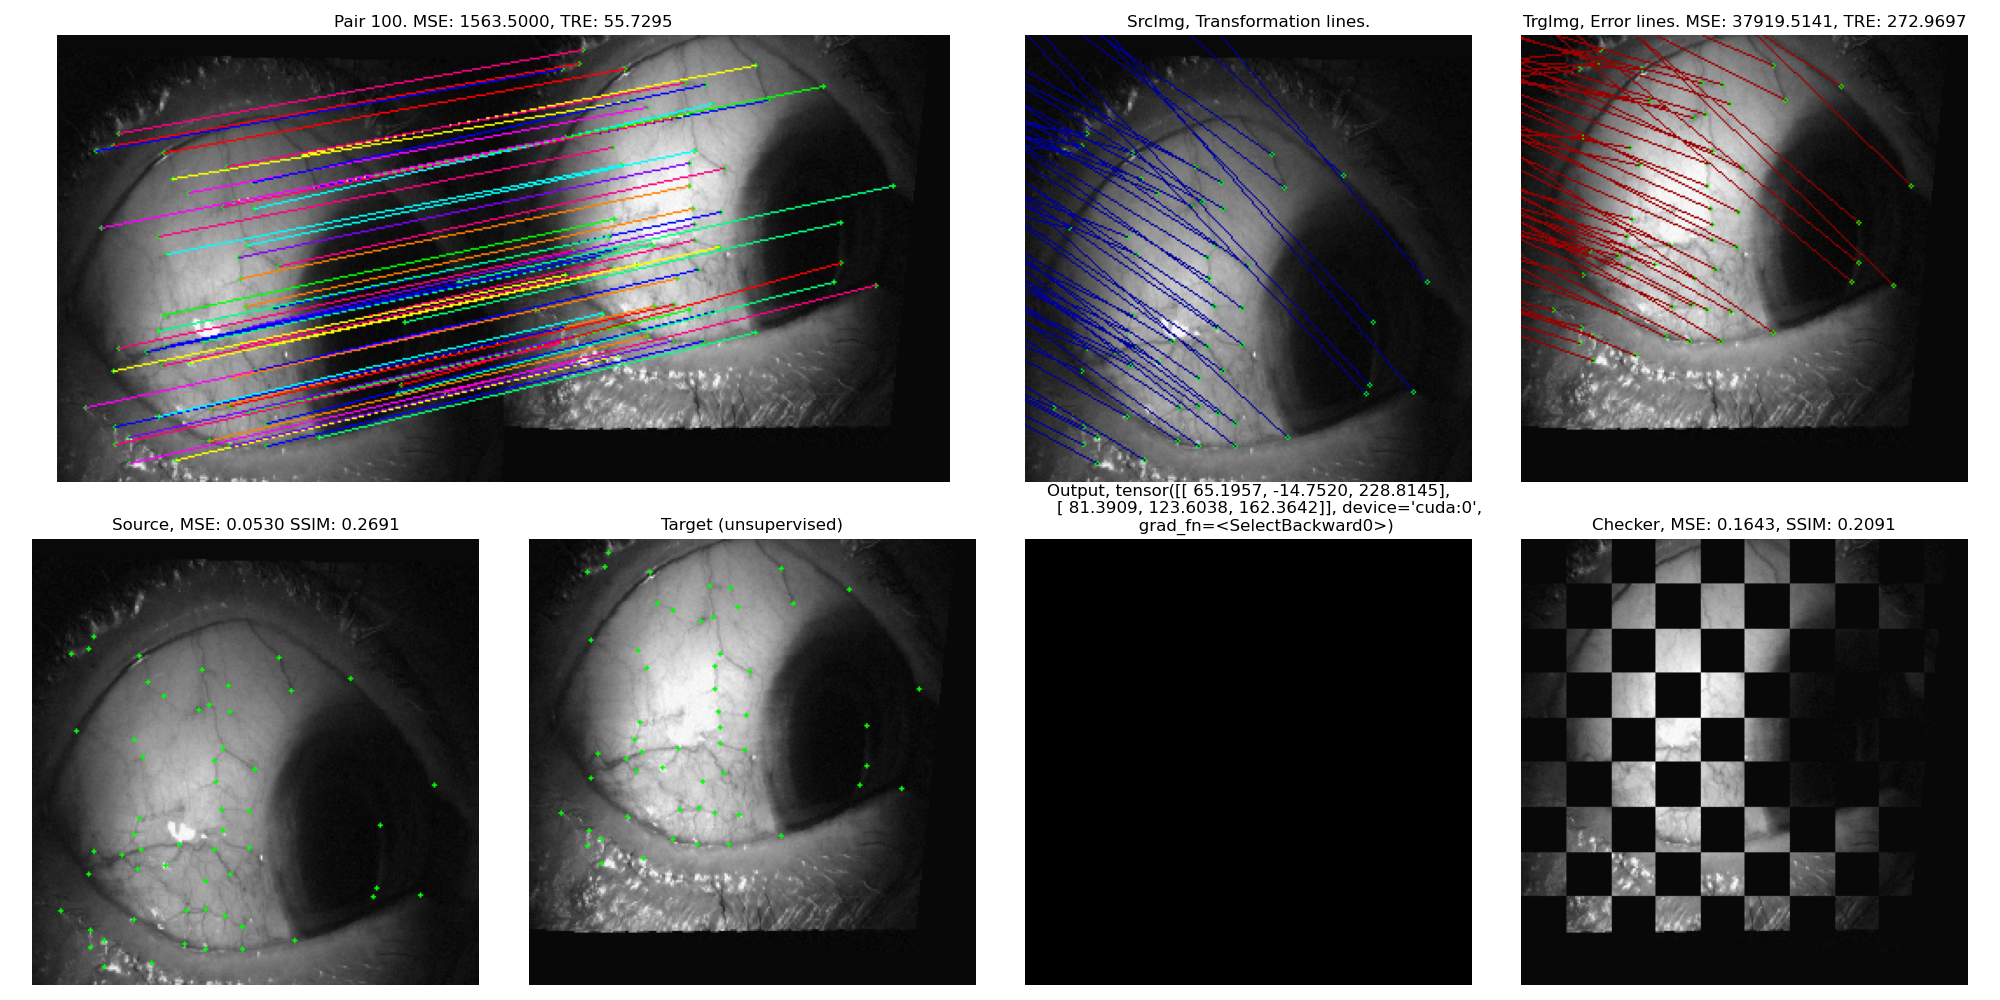 Pair 100. MSE: 1563.5000, TRE: 55.7295
SrcImg, Transformation lines.
TrgImg, Error lines. MSE: 37919.5141, TRE: 272.9697
Source, MSE: 0.0530 SSIM: 0.2691
Target (unsupervised)
Output, tensor([[ 65.1957, -14.7520, 228.8145],
[ 81.3909, 123.6038, 162.3642]], device='cuda:0',
grad_fn=<SelectBackward0>)
Checker, MSE: 0.1643, SSIM: 0.2091